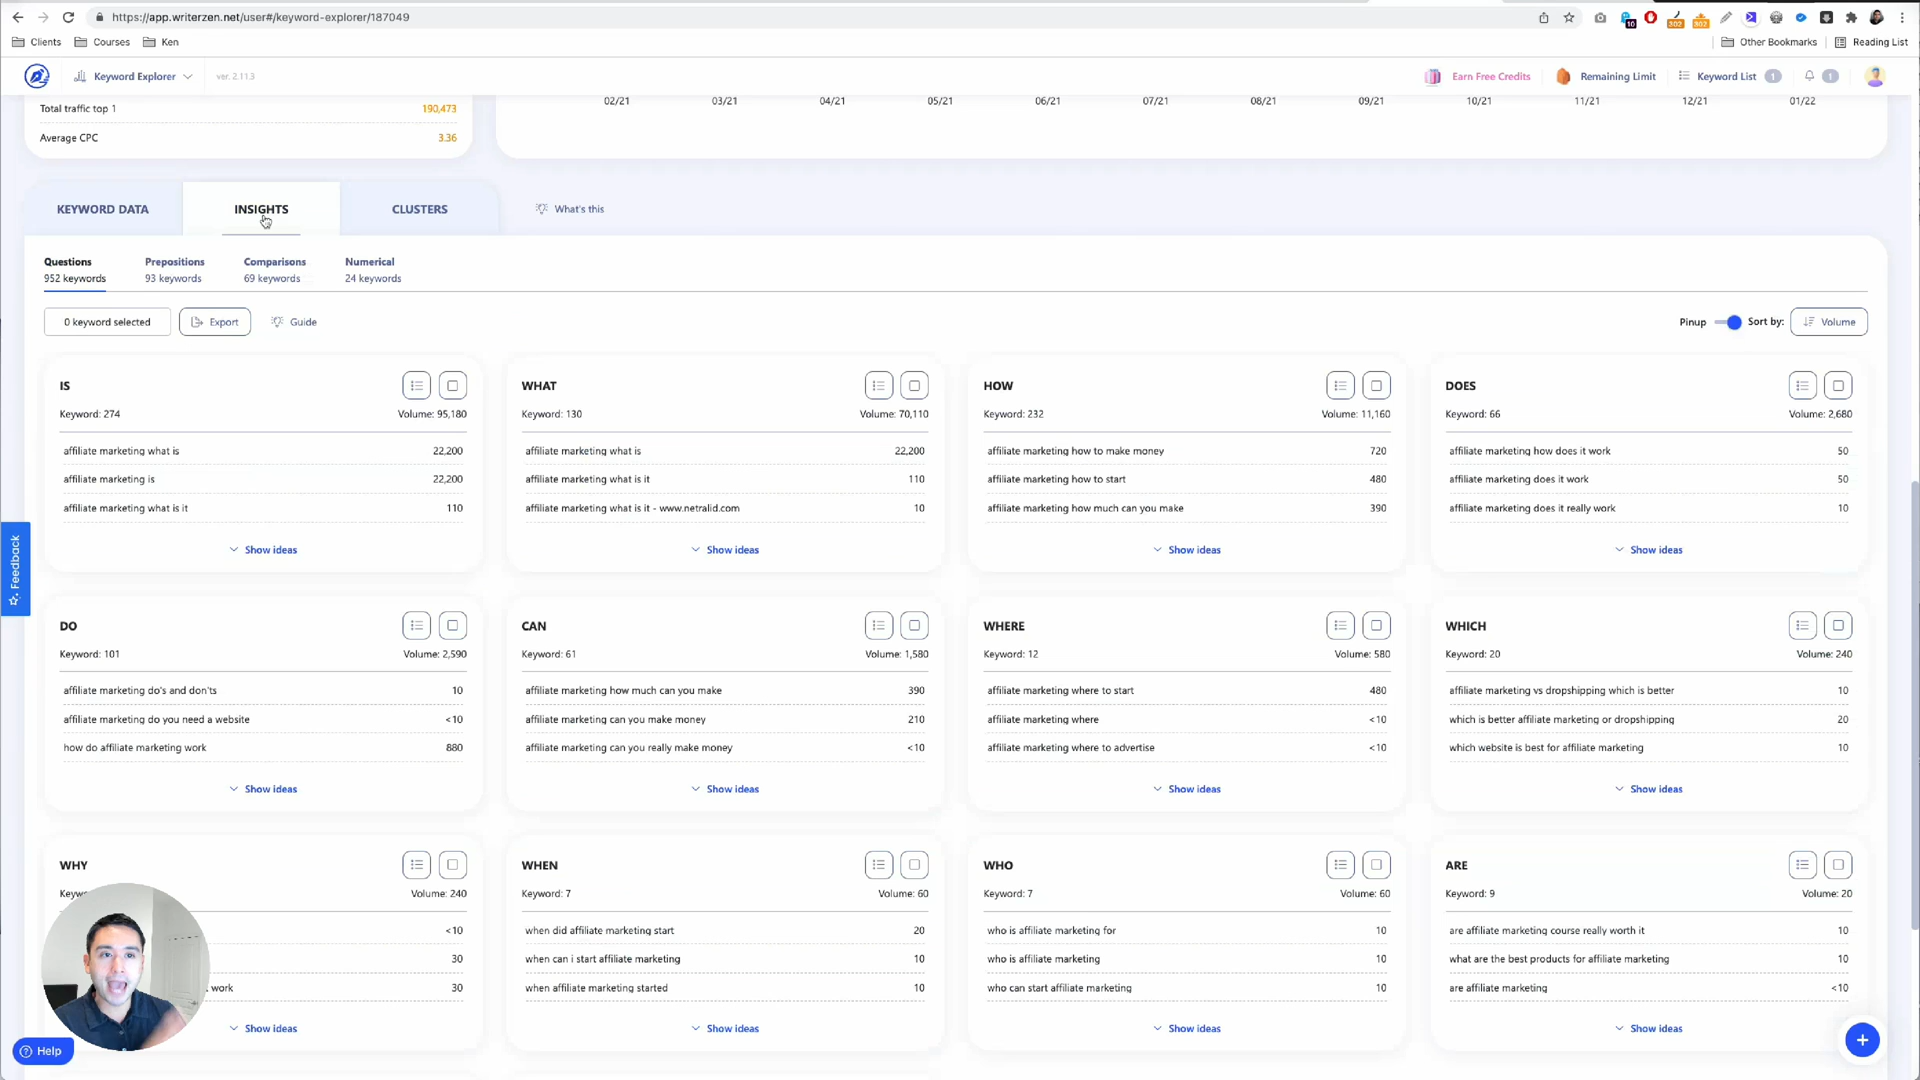 https://app.writerzen.net/user#/keyword-explorer/187049
10
302
302
Clients
Courses
Ken
Other Bookmarks
Reading List
Keyword Explorer
ver. 2.11.3
Earn Free Credits
Remaining Limit
Keyword List 1
1
Total traffic top 1 190,473
Average CPC 3.36
02/21 03/21 04/21 05/21 06/21 07/21 08/21 09/21 10/21 11/21 12/21 01/22
KEYWORD DATA
INSIGHTS
CLUSTERS
What's this
Questions
952 keywords
Prepositions
93 keywords
Comparisons
69 keywords
Numerical
24 keywords
0 keyword selected
Export
Guide
Pinup
Sort by:
Volume
IS
Keyword: 274 Volume: 95,180
affiliate marketing what is 22,200
affiliate marketing is 22,200
affiliate marketing what is it 110
Show ideas
WHAT
Keyword: 130 Volume: 70,110
affiliate marketing what is 22,200
affiliate marketing what is it 110
affiliate marketing what is it - www.netralid.com 10
Show ideas
HOW
Keyword: 232 Volume: 11,160
affiliate marketing how to make money 720
affiliate marketing how to start 480
affiliate marketing how much can you make 390
Show ideas
DOES
Keyword: 66 Volume: 2,680
affiliate marketing how does it work 50
affiliate marketing does it work 50
affiliate marketing does it really work 10
Show ideas
Feedback
DO
Keyword: 101 Volume: 2,590
affiliate marketing do's and don'ts 10
affiliate marketing do you need a website <10
how do affiliate marketing work 880
Show ideas
CAN
Keyword: 61 Volume: 1,580
affiliate marketing how much can you make 390
affiliate marketing can you make money 210
affiliate marketing can you really make money <10
Show ideas
WHERE
Keyword: 12 Volume: 580
affiliate marketing where to start 480
affiliate marketing where <10
affiliate marketing where to advertise <10
Show ideas
WHICH
Keyword: 20 Volume: 240
affiliate marketing vs dropshipping which is better 10
which is better affiliate marketing or dropshipping 20
which website is best for affiliate marketing 10
Show ideas
WHY
Keyw Volume: 240
<10
30
work 30
Show ideas
WHEN
Keyword: 7 Volume: 60
when did affiliate marketing start 20
when can i start affiliate marketing 10
when affiliate marketing started 10
Show ideas
WHO
Keyword: 7 Volume: 60
who is affiliate marketing for 10
who is affiliate marketing 10
who can start affiliate marketing 10
Show ideas
ARE
Keyword: 9 Volume: 20
are affiliate marketing course really worth it 10
what are the best products for affiliate marketing 10
are affiliate marketing <10
Show ideas
Help